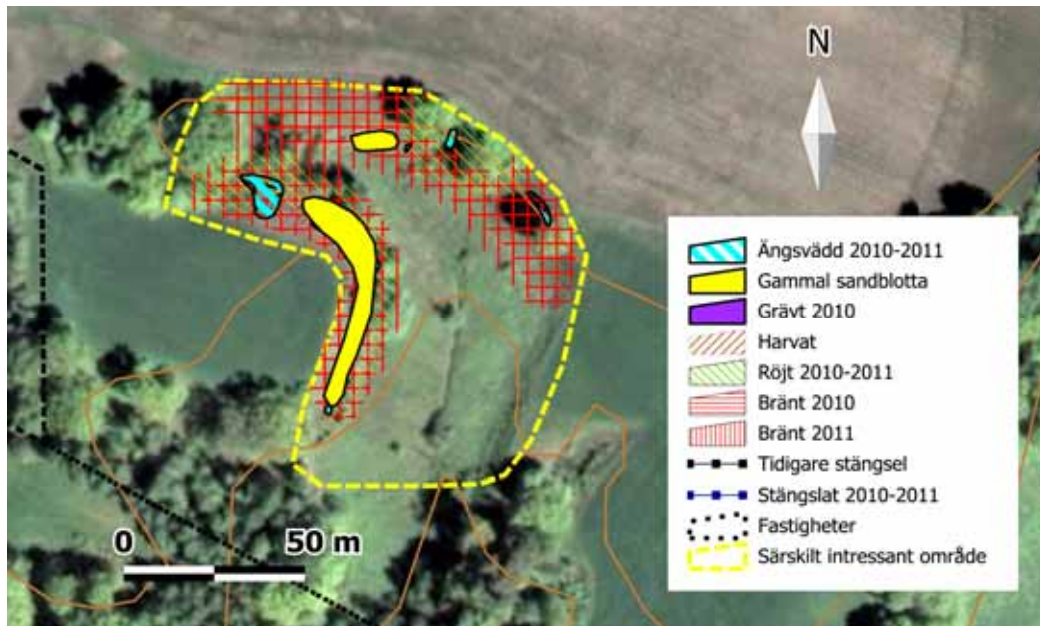 N
Ängsvädd 2010-2011
Gammal sandblotta
Grävt 2010
Harvat
Röjt 2010-2011
Bränt 2010
Bränt 2011
Tidigare stängsel
Stängslat 2010-2011
Fastigheter
Särskilt intressant område
0 50 m